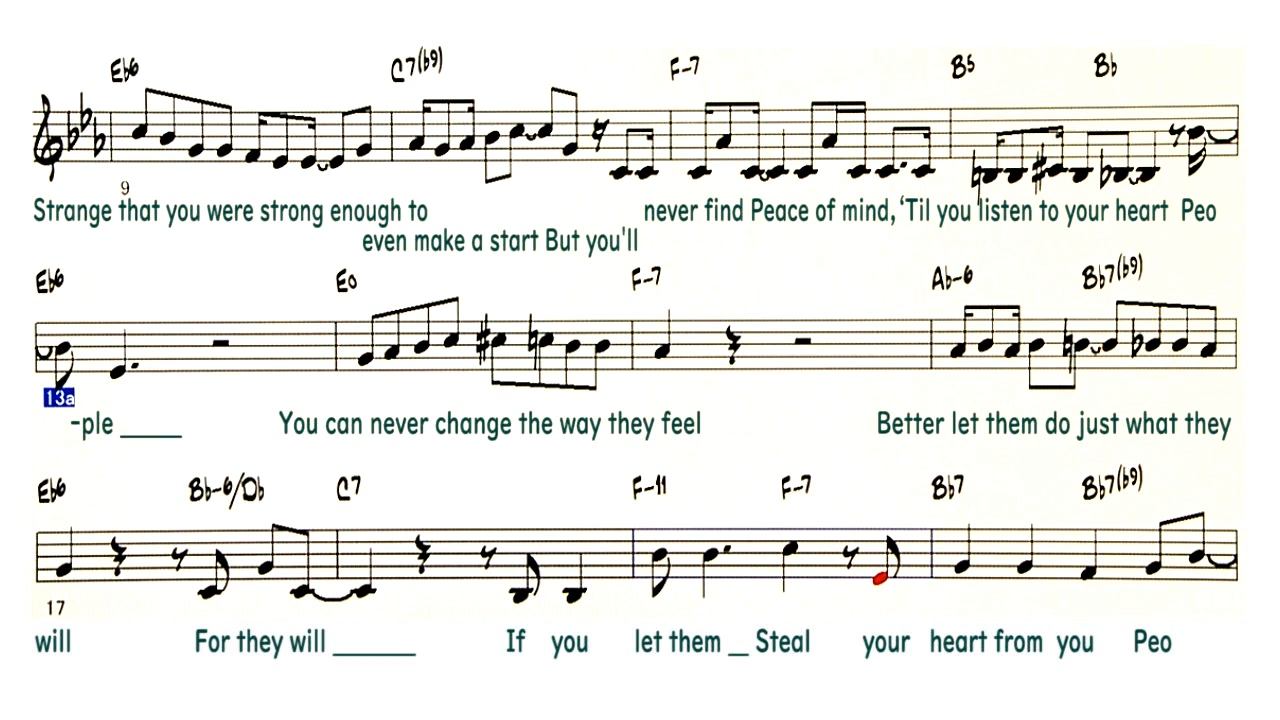 Eb6 C7(b9) F-7 B5 Bb
9
Strange that you were strong enough to never find Peace of mind, 'Til you listen to your heart Peo
even make a start But you'll
Eb6 Eo F-7 Ab-6 Bb7(b9)
13a
-ple ____ You can never change the way they feel Better let them do just what they
Eb6 Bb-6/Db C7 F-11 F-7 Bb7 Bb7(b9)
17
will For they will ______ If you let them _ Steal your heart from you Peo